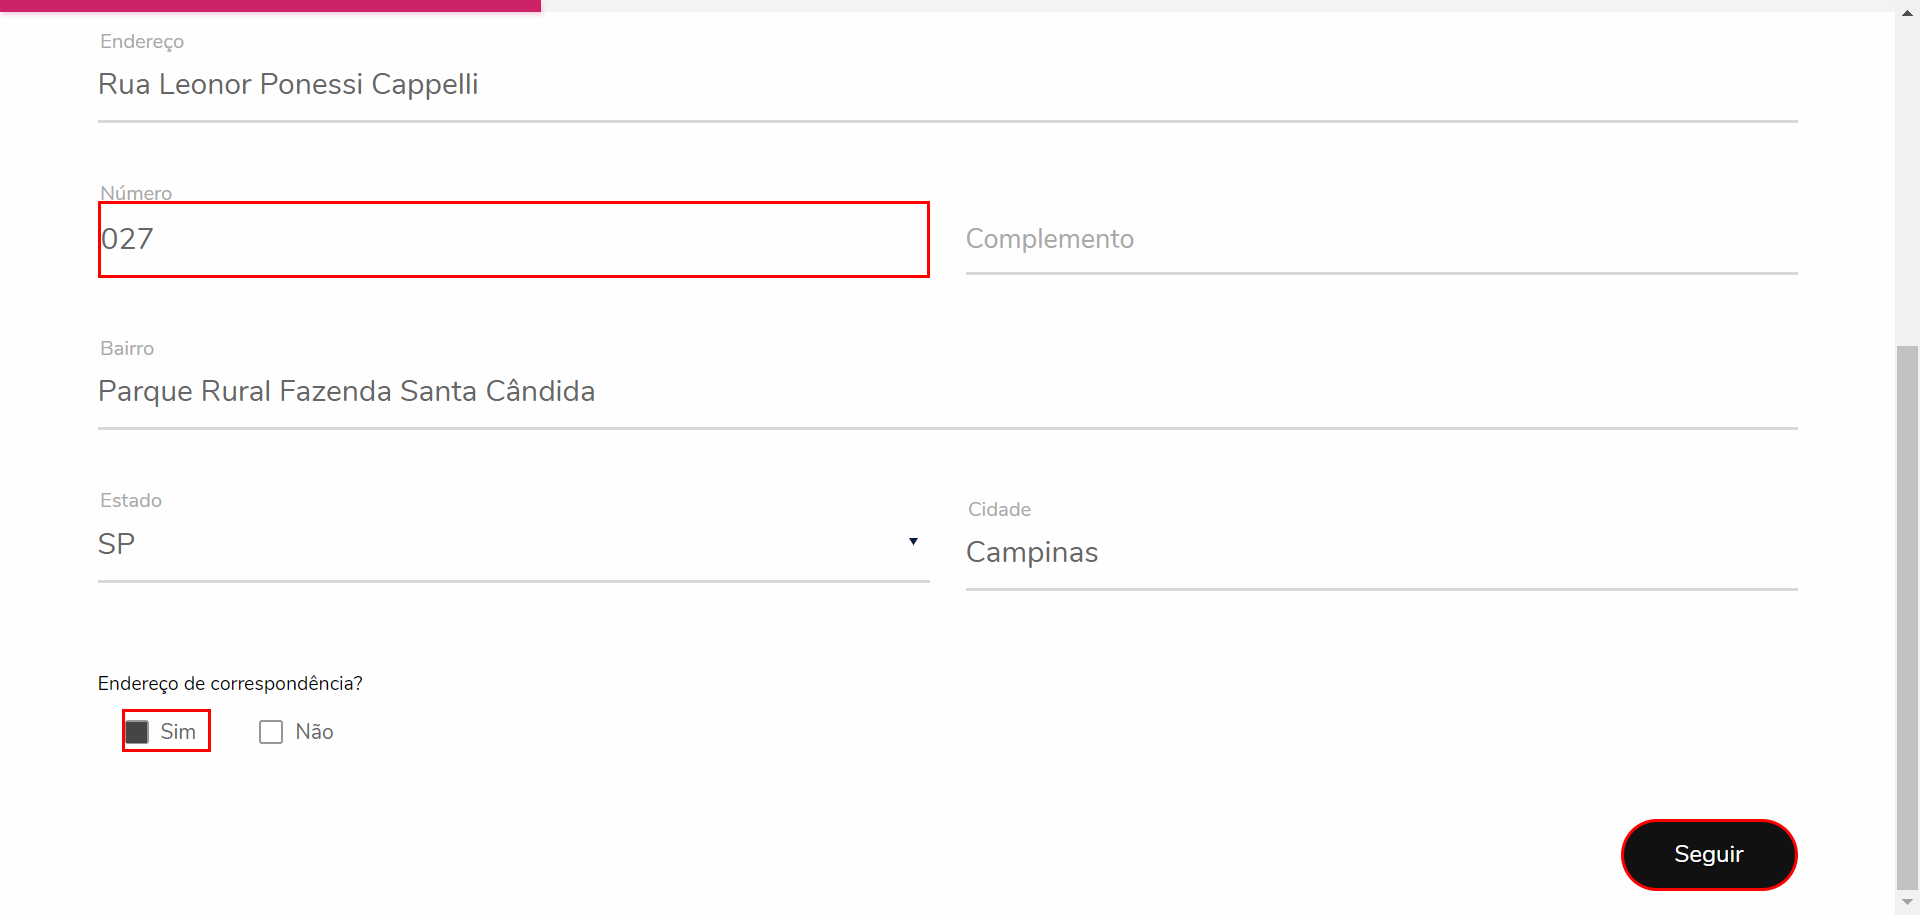 Endereço
Rua Leonor Ponessi Cappelli
Número
027
Complemento
Bairro
Parque Rural Fazenda Santa Cândida
Estado
SP
Cidade
Campinas
Endereço de correspondência?
Sim Não
Seguir